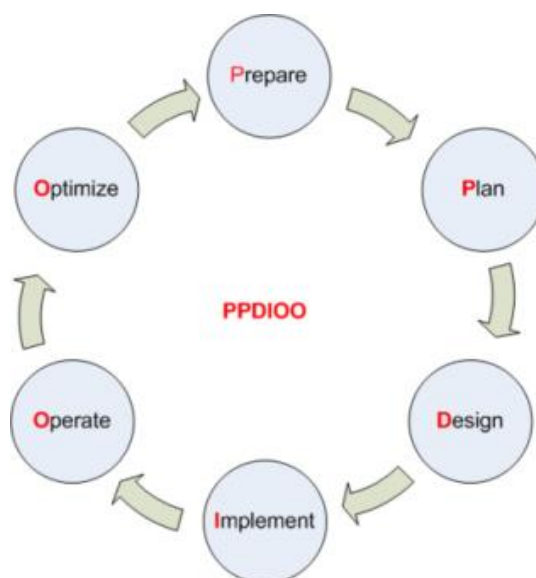 Prepare
Plan
Design
Implement
Operate
Optimize
PPDIOO